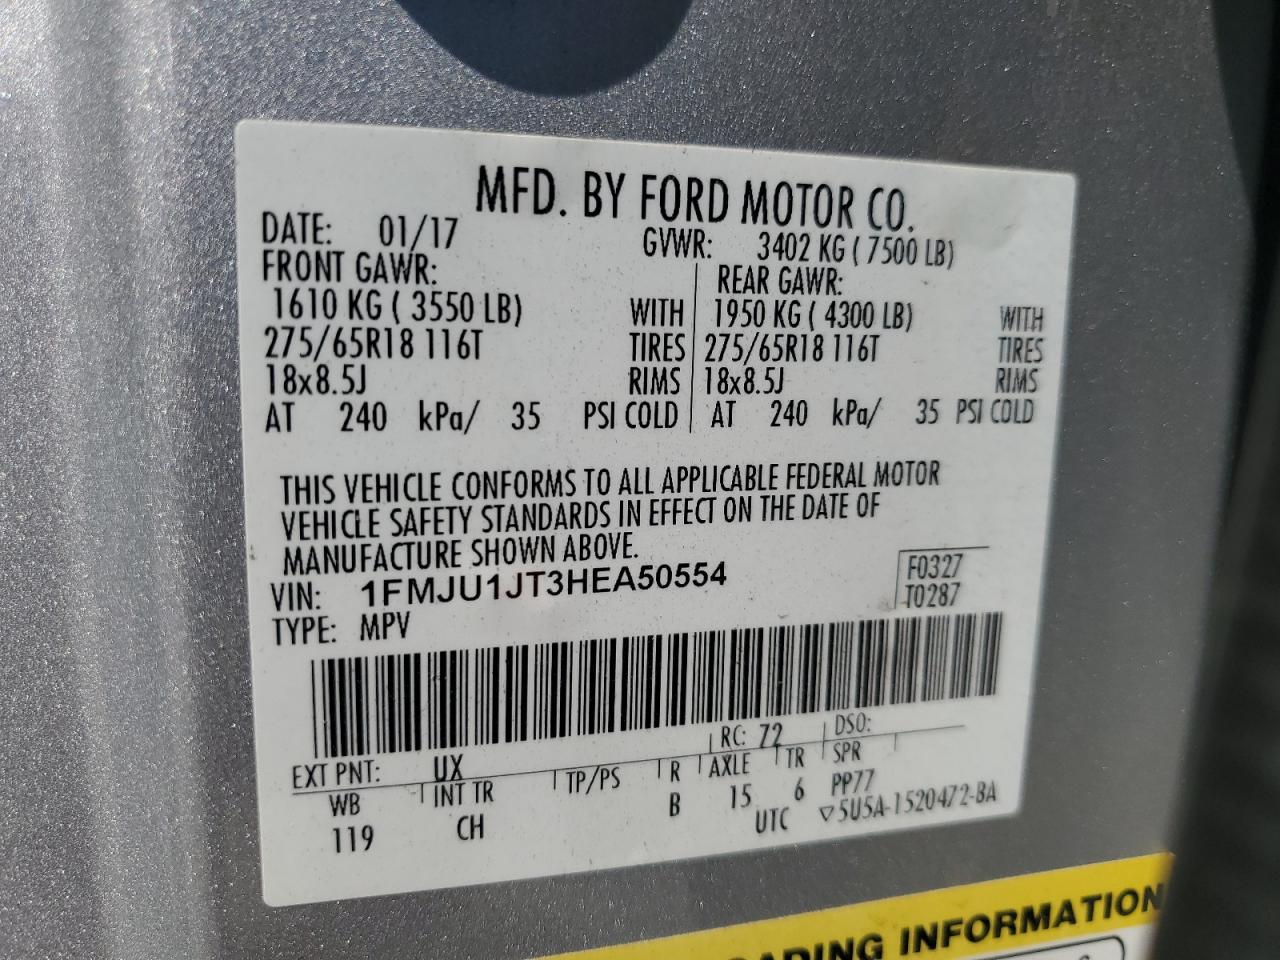 MFD. BY FORD MOTOR CO.
DATE: 01/17 GVWR: 3402 KG ( 7500 LB)
FRONT GAWR: REAR GAWR:
1610 KG ( 3550 LB) WITH 1950 KG ( 4300 LB) WITH
275/65R18 116T TIRES 275/65R18 116T TIRES
18x8.5J RIMS 18x8.5J RIMS
AT 240 kPa/ 35 PSI COLD AT 240 kPa/ 35 PSI COLD
THIS VEHICLE CONFORMS TO ALL APPLICABLE FEDERAL MOTOR
VEHICLE SAFETY STANDARDS IN EFFECT ON THE DATE OF
MANUFACTURE SHOWN ABOVE.
VIN: 1FMJU1JT3HEA50554
TYPE: MPV
F0327
T0287
EXT PNT: UX RC: 72 DSO:
WB INT TR TP/PS R AXLE TR SPR
119 CH B 15 6 PP77
UTC ▽5U5A-1520472-BA
INFORMATION